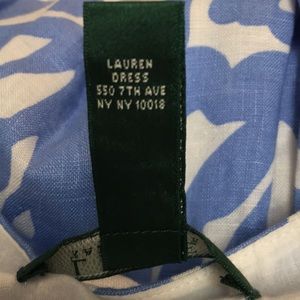 LAUREN
DRESS
550 7TH AVE
NY NY 10018